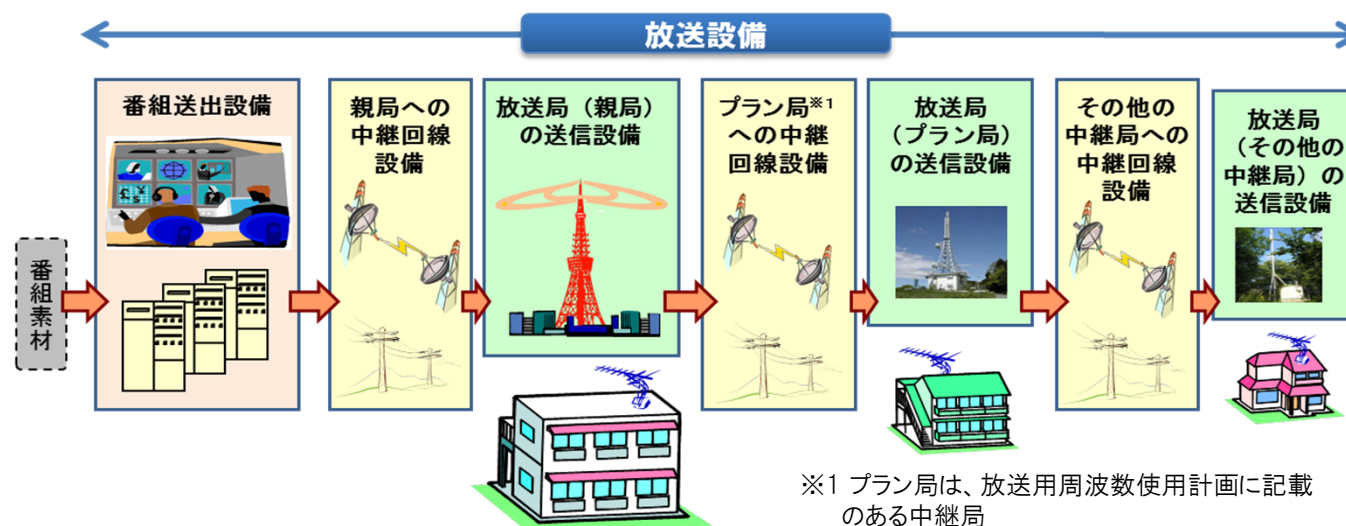 放送設備
番組素材
番組送出設備
親局への
中継回線
設備
放送局（親局）
の送信設備
プラン局※1
への中継
回線設備
放送局
（プラン局）
の送信設備
その他の
中継局への
中継回線
設備
放送局
（その他の
中継局）の
送信設備
※1 プラン局は、放送用周波数使用計画に記載
のある中継局